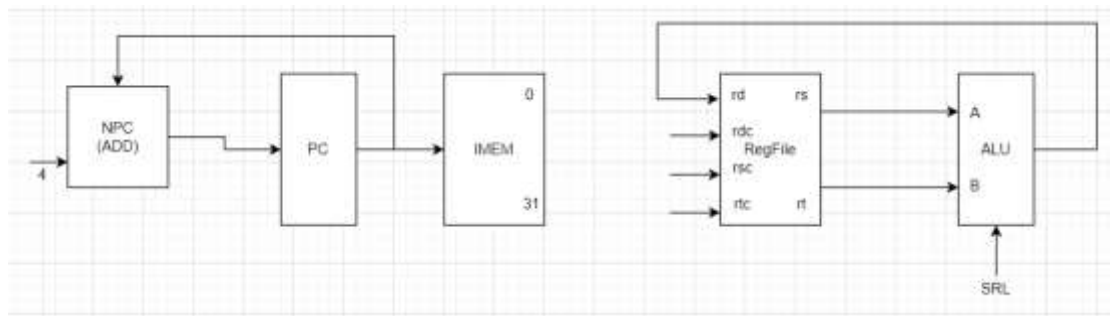 NPC
(ADD)
4
PC
0
IMEM
31
rd
rs
rdc
RegFile
rsc
rtc
rt
A
ALU
B
SRL